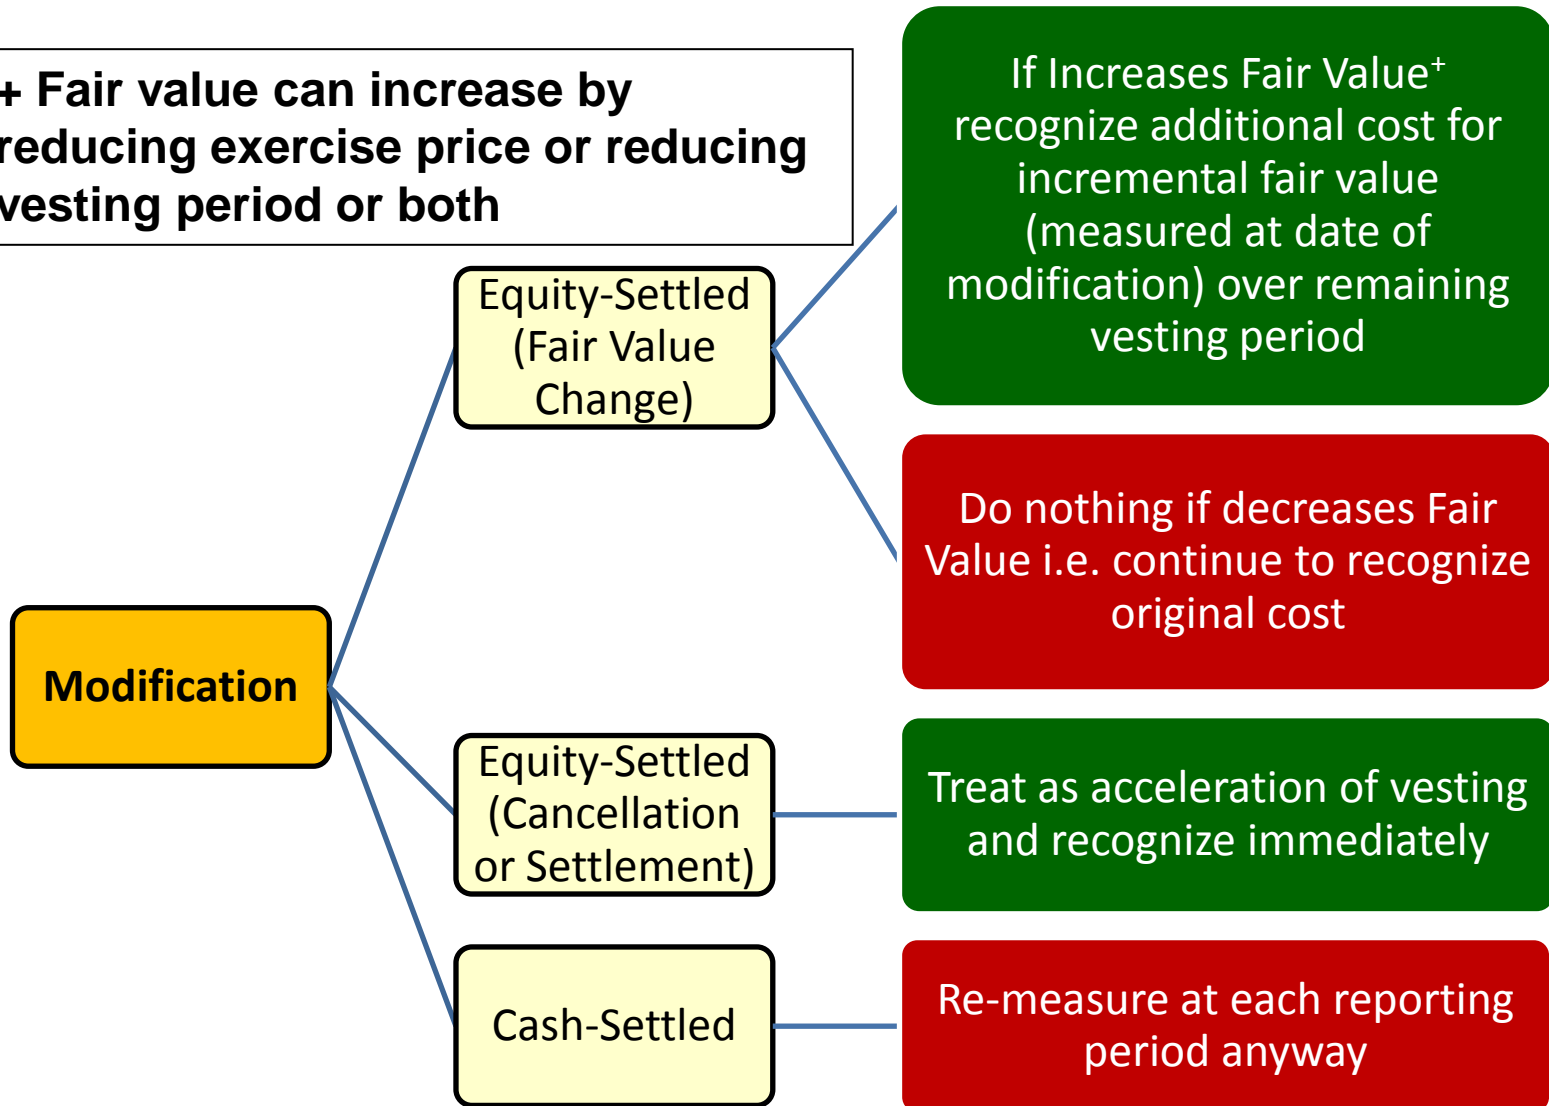 + Fair value can increase by
reducing exercise price or reducing
vesting period or both
Modification
Equity-Settled
(Fair Value
Change)
If Increases Fair Value⁺
recognize additional cost for
incremental fair value
(measured at date of
modification) over remaining
vesting period
Do nothing if decreases Fair
Value i.e. continue to recognize
original cost
Equity-Settled
(Cancellation
or Settlement)
Treat as acceleration of vesting
and recognize immediately
Cash-Settled
Re-measure at each reporting
period anyway